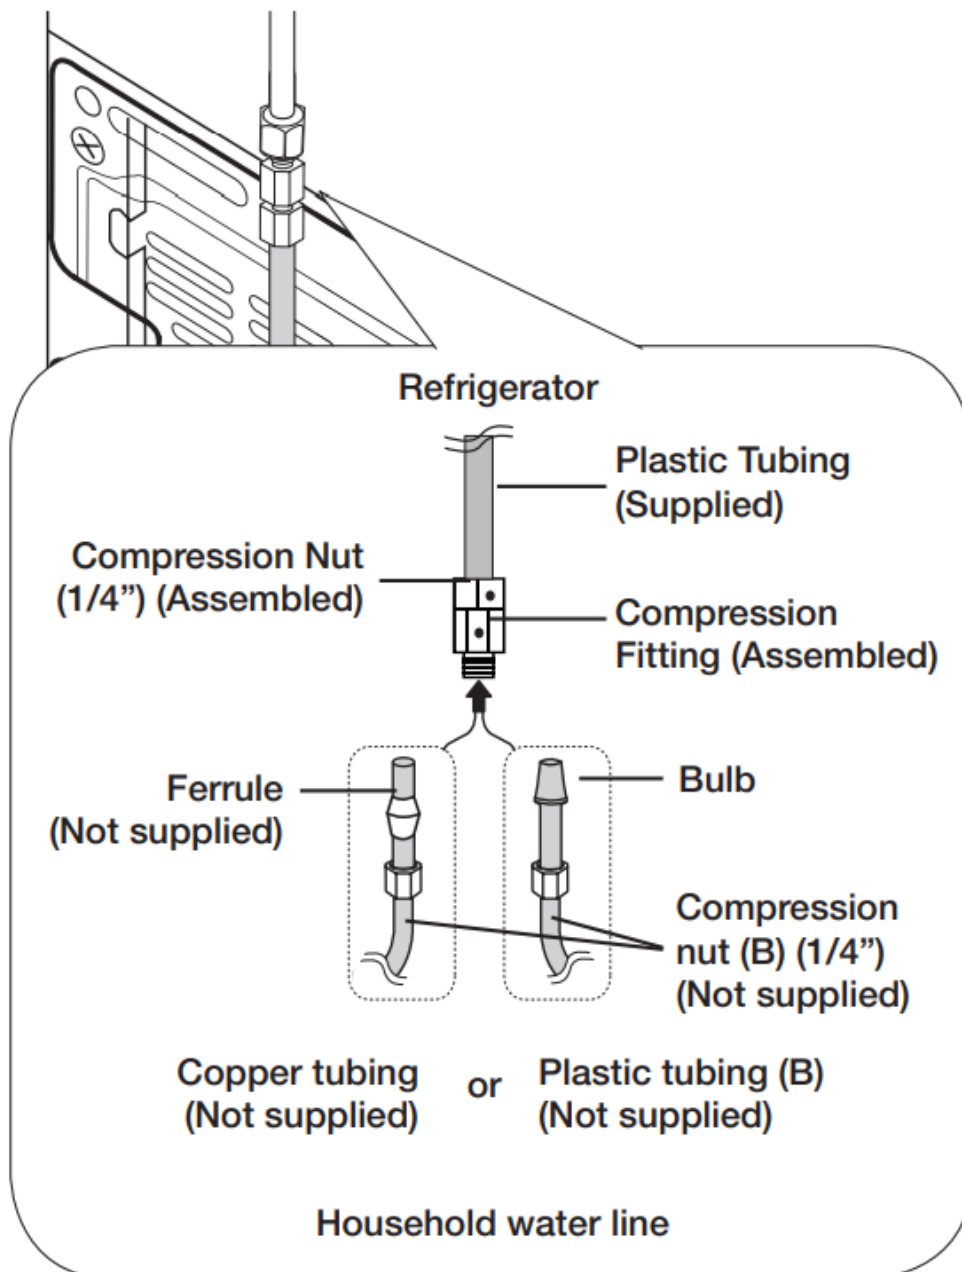 Refrigerator
Plastic Tubing
(Supplied)
Compression Nut
(1/4”) (Assembled)
Compression
Fitting (Assembled)
Ferrule
(Not supplied)
Bulb
Compression
nut (B) (1/4”)
(Not supplied)
Copper tubing
(Not supplied)
or
Plastic tubing (B)
(Not supplied)
Household water line